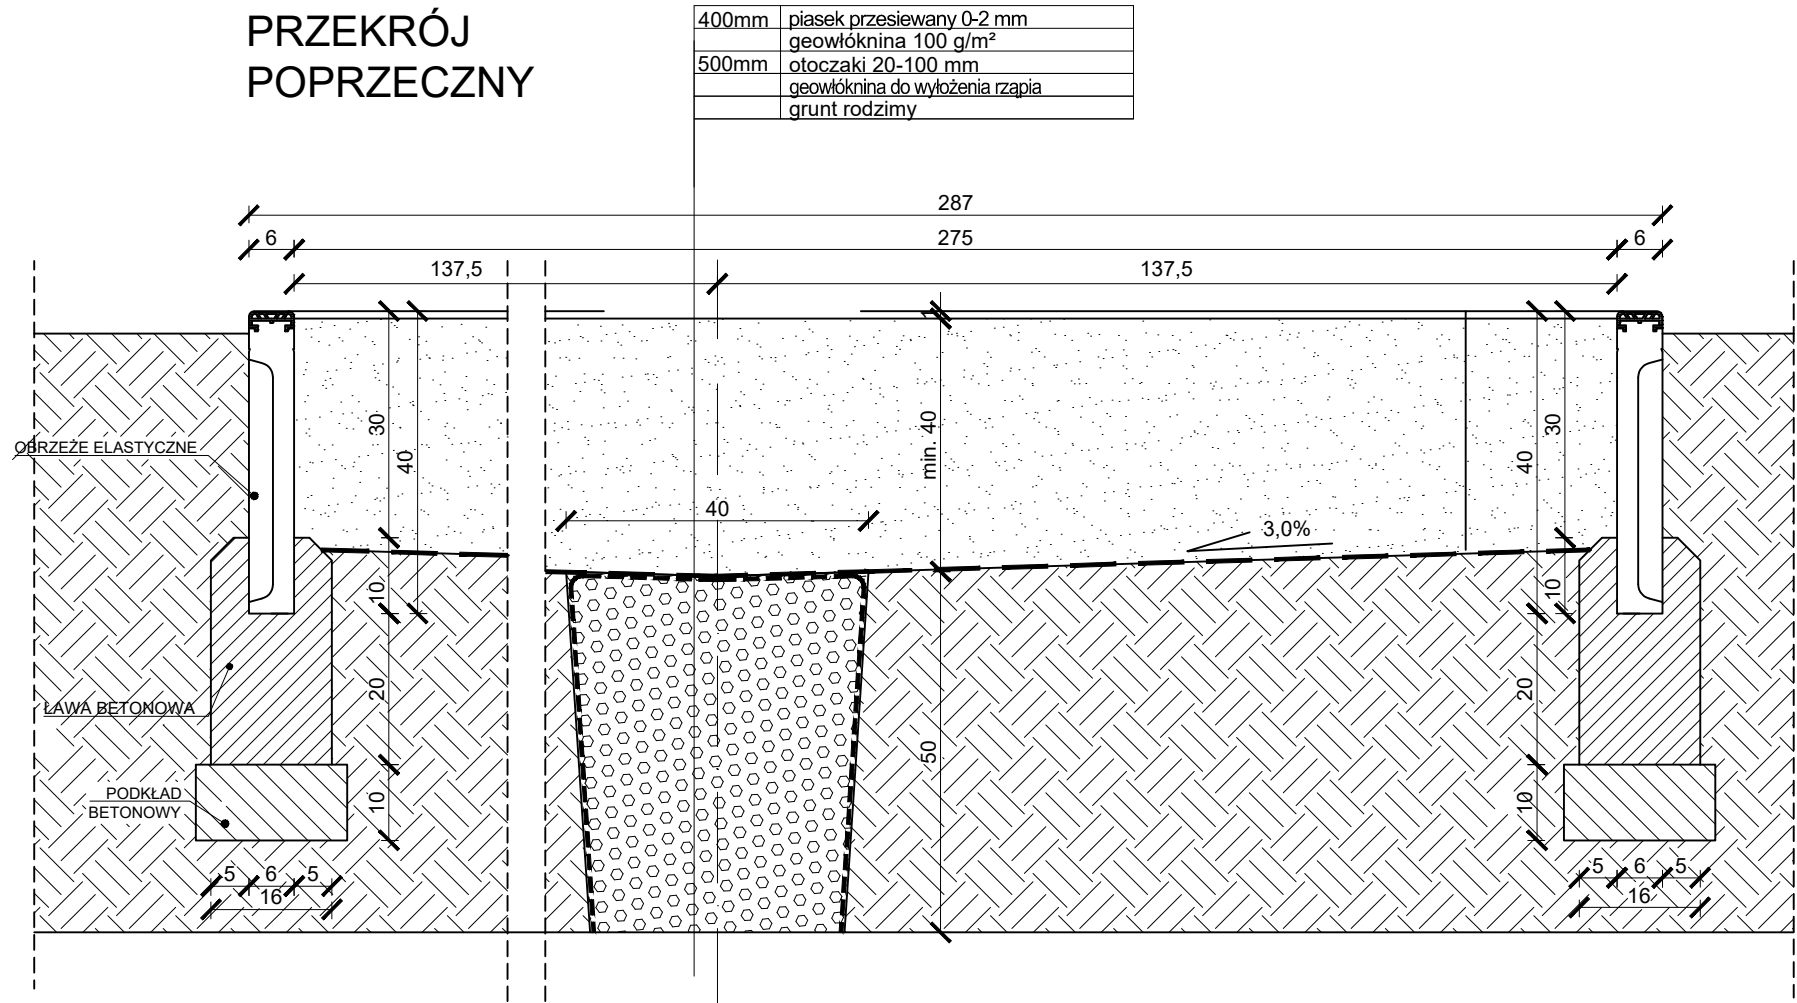 PRZEKRÓJ
POPRZECZNY
400mm piasek przesiewany 0-2 mm
geowłóknina 100 g/m²
500mm otoczaki 20-100 mm
geowłóknina do wyłożenia rząpia
grunt rodzimy
287
6 275 6
137,5 137,5
1
30
40
min. 40
40
30
OBRZEŻE ELASTYCZNE
40
3,0%
10
10
ŁAWA BETONOWA
20
50
20
PODKŁAD
BETONOWY
10
10
5 6 5
16
5 6 5
16